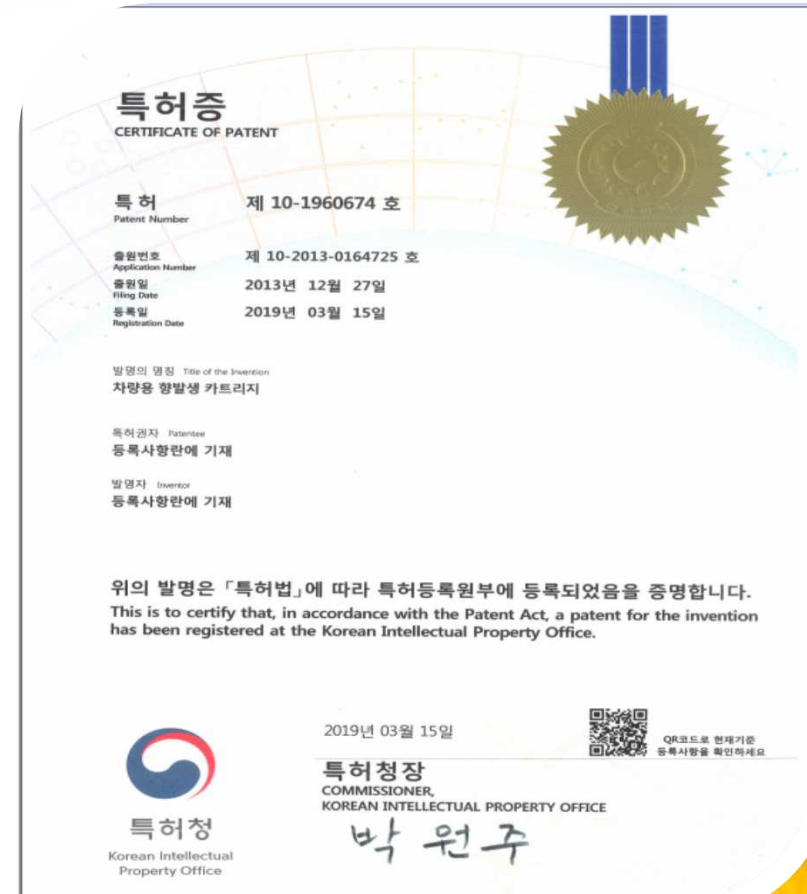 특허증
CERTIFICATE OF PATENT
특 허 제 10-1960674 호
Patent Number
출원번호 제 10-2013-0164725 호
Application Number
출원일 2013년 12월 27일
Filing Date
등록일 2019년 03월 15일
Registration Date
발명의 명칭 Title of the Invention
차량용 향발생 카트리지
특허권자 Patentee
등록사항란에 기재
발명자 Inventor
등록사항란에 기재
위의 발명은 「특허법」에 따라 특허등록원부에 등록되었음을 증명합니다.
This is to certify that, in accordance with the Patent Act, a patent for the invention
has been registered at the Korean Intellectual Property Office.
2019년 03월 15일
QR코드로 현재기준
등록사항을 확인하세요
특허청장
COMMISSIONER,
KOREAN INTELLECTUAL PROPERTY OFFICE
박 원 주
특허청
Korean Intellectual
Property Office